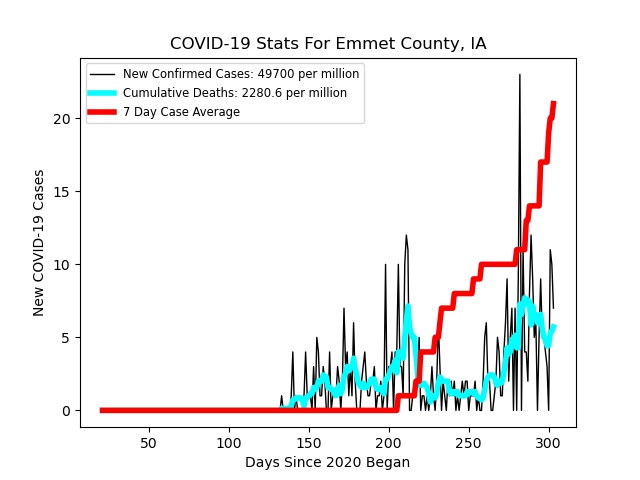 COVID-19 Stats For Emmet County, IA
New Confirmed Cases: 49700 per million
Cumulative Deaths: 2280.6 per million
7 Day Case Average
New COVID-19 Cases
20
15
10
5
0
50 100 150 200 250 300
Days Since 2020 Began